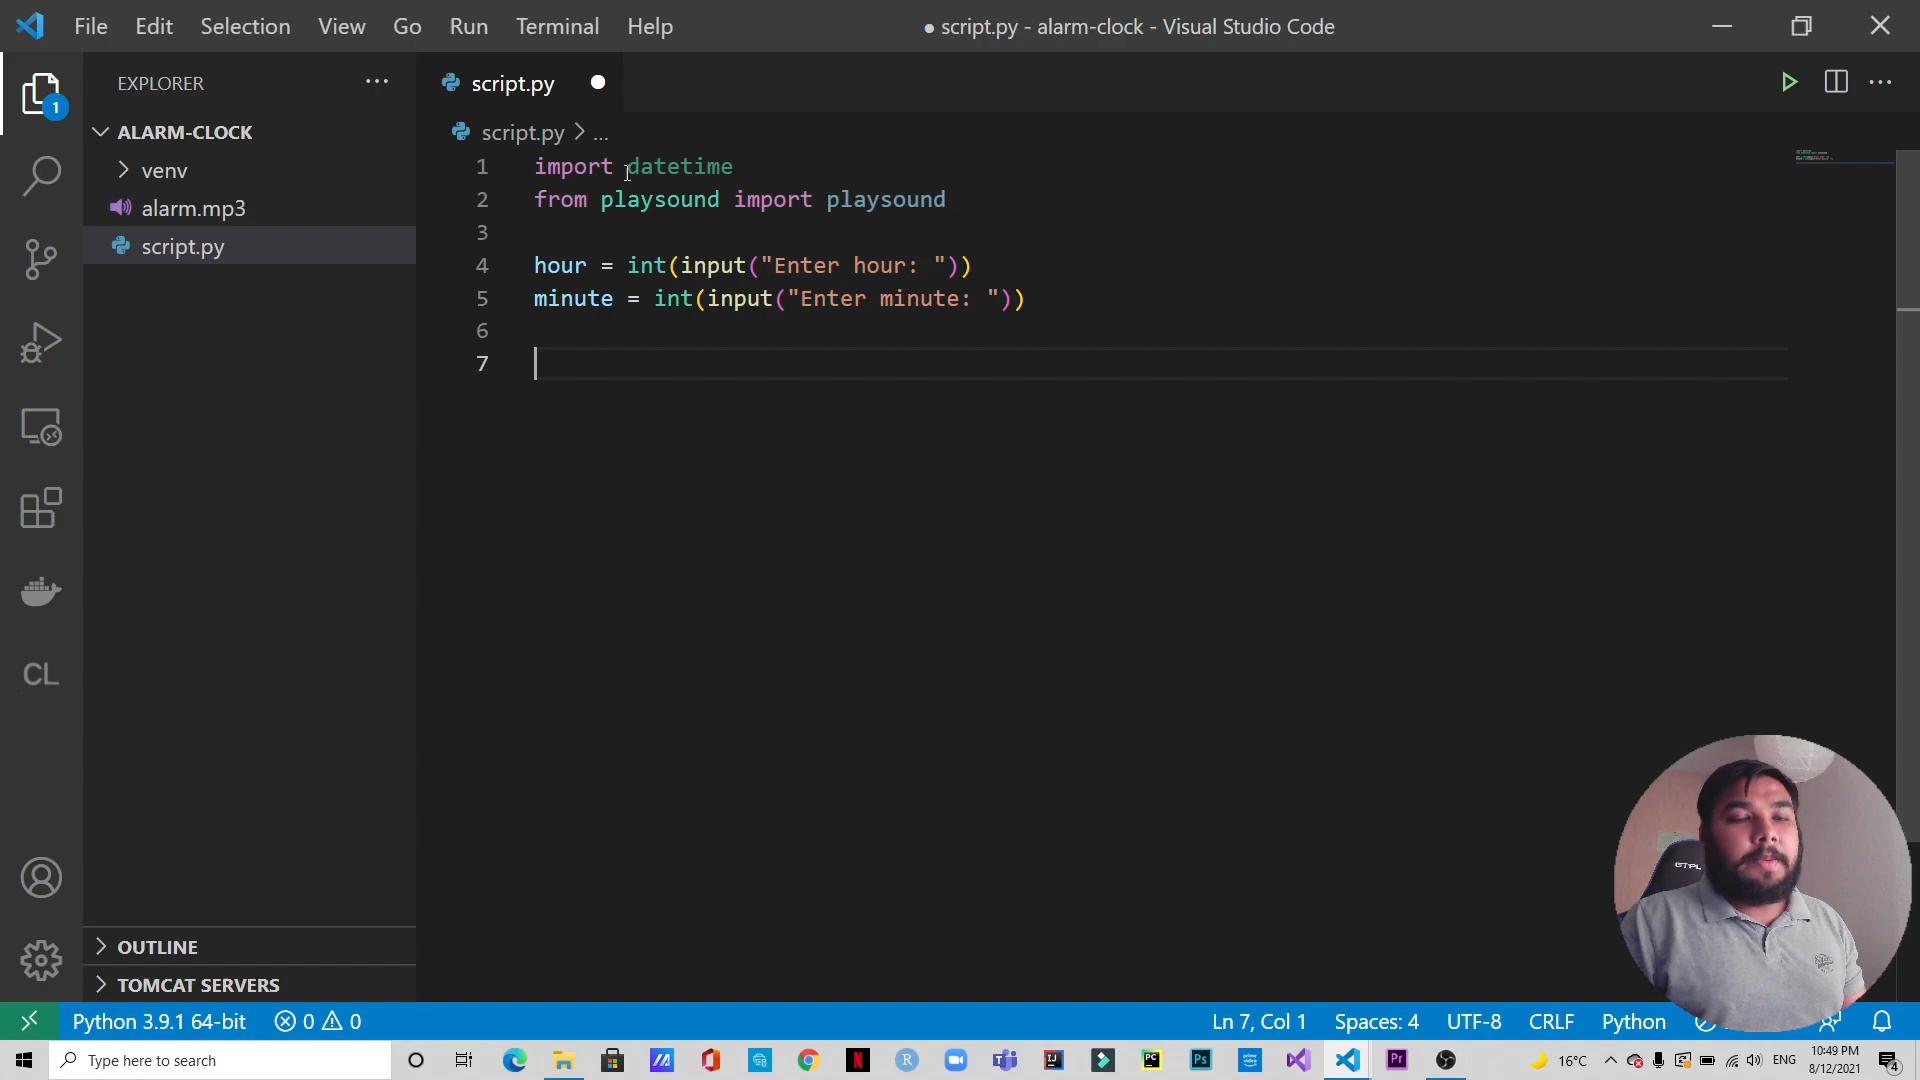 File Edit Selection View Go Run Terminal Help
● script.py - alarm-clock - Visual Studio Code
EXPLORER
script.py
1
ALARM-CLOCK
venv
alarm.mp3
script.py
script.py > ...
1 import datetime
2 from playsound import playsound
3
4 hour = int(input("Enter hour: "))
5 minute = int(input("Enter minute: "))
6
7
CL
OUTLINE
TOMCAT SERVERS
Python 3.9.1 64-bit 0 0 Ln 7, Col 1 Spaces: 4 UTF-8 CRLF Python
Type here to search
16°C ENG
10:49 PM
8/12/2021
4